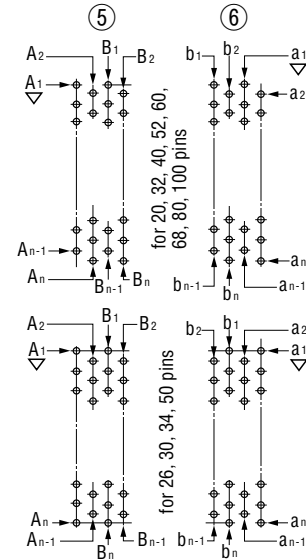 ⑤ ⑥
A2 B1 B2 b1 b2 a1
A1 a2
for 20, 32, 40, 52, 60,
68, 80, 100 pins
An-1 an
An Bn-1 Bn bn-1 bn an-1
A2 B1 B2 b2 b1 a2
A1 a1
for 26, 30, 34, 50 pins
An an
An-1 Bn Bn-1 bn-1 bn an-1